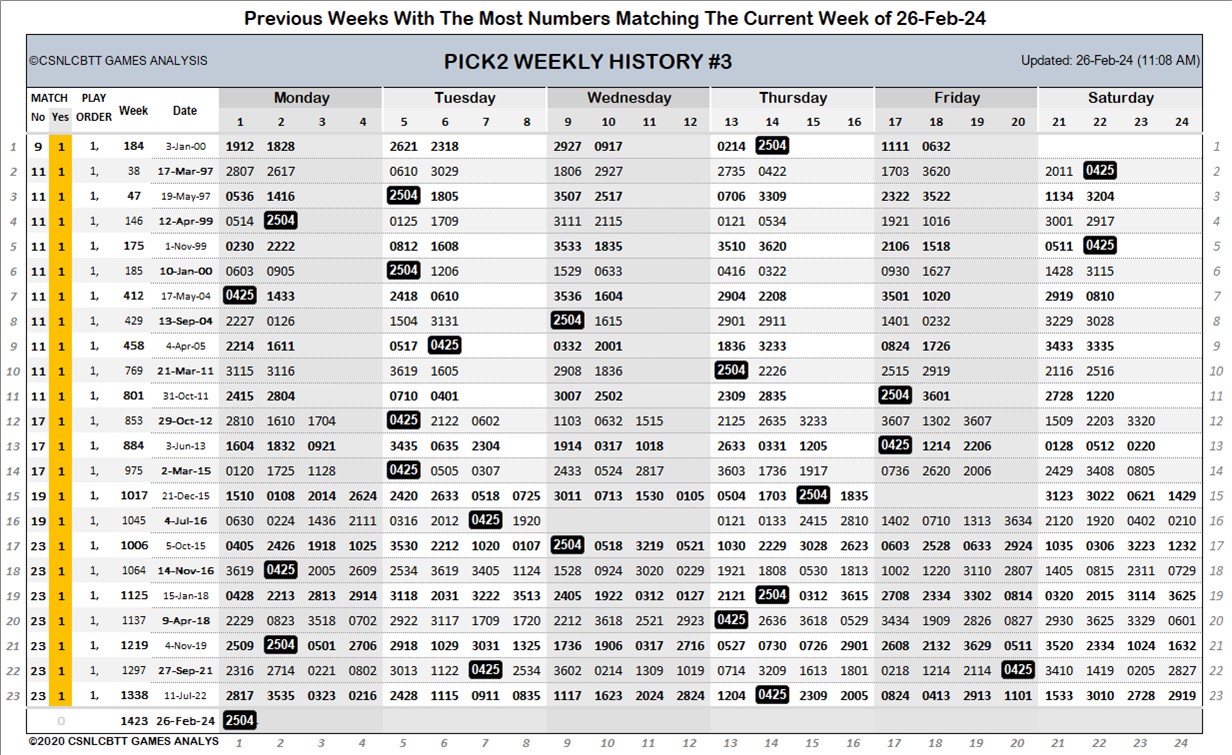 Previous Weeks With The Most Numbers Matching The Current Week of 26-Feb-24
©CSNLCBTT GAMES ANALYSIS PICK2 WEEKLY HISTORY #3 Updated: 26-Feb-24 (11:08 AM)
MATCH PLAY Week Date Monday Tuesday Wednesday Thursday Friday Saturday
No Yes ORDER 1 2 3 4 5 6 7 8 9 10 11 12 13 14 15 16 17 18 19 20 21 22 23 24
1 9 1 1, 184 3-Jan-00 1912 1828 2621 2318 2927 0917 0214 2504 1111 0632 1
2 11 1 1, 38 17-Mar-97 2807 2617 0610 3029 1806 2927 2735 0422 1703 3620 2011 0425 2
3 11 1 1, 47 19-May-97 0536 1416 2504 1805 3507 2517 0706 3309 2322 3522 1134 3204 3
4 11 1 1, 146 12-Apr-99 0514 2504 0125 1709 3111 2115 0121 0534 1921 1016 3001 2917 4
5 11 1 1, 175 1-Nov-99 0230 2222 0812 1608 3533 1835 3510 3620 2106 1518 0511 0425 5
6 11 1 1, 185 10-Jan-00 0603 0905 2504 1206 1529 0633 0416 0322 0930 1627 1428 3115 6
7 11 1 1, 412 17-May-04 0425 1433 2418 0610 3536 1604 2904 2208 3501 1020 2919 0810 7
8 11 1 1, 429 13-Sep-04 2227 0126 1504 3131 2504 1615 2901 2911 1401 0232 3229 3028 8
9 11 1 1, 458 4-Apr-05 2214 1611 0517 0425 0332 2001 1836 3233 0824 1726 3433 3335 9
10 11 1 1, 769 21-Mar-11 3115 3116 3619 1605 2908 1836 2504 2226 2515 2919 2116 2516 10
11 11 1 1, 801 31-Oct-11 2415 2804 0710 0401 3007 2502 2309 2835 2504 3601 2728 1220 11
12 17 1 1, 853 29-Oct-12 2810 1610 1704 0425 2122 0602 1103 0632 1515 2125 2635 3233 3607 1302 3607 1509 2203 3320 12
13 17 1 1, 884 3-Jun-13 1604 1832 0921 3435 0635 2304 1914 0317 1018 2633 0331 1205 0425 1214 2206 0128 0512 0220 13
14 17 1 1, 975 2-Mar-15 0120 1725 1128 0425 0505 0307 2433 0524 2817 3603 1736 1917 0736 2620 2006 2429 3408 0805 14
15 19 1 1, 1017 21-Dec-15 1510 0108 2014 2624 2420 2633 0518 0725 3011 0713 1530 0105 0504 1703 2504 1835 3123 3022 0621 1429 15
16 19 1 1, 1045 4-Jul-16 0630 0224 1436 2111 0316 2012 0425 1920 0121 0133 2415 2810 1402 0710 1313 3634 2120 1920 0402 0210 16
17 23 1 1, 1006 5-Oct-15 0405 2426 1918 1025 3530 2212 1020 0107 2504 0518 3219 0521 1030 2229 3028 2623 0603 2528 0633 2924 1035 0306 3223 1232 17
18 23 1 1, 1064 14-Nov-16 3619 0425 2005 2609 2534 3619 3405 1124 1528 0924 3020 0229 1921 1808 0530 1813 1002 1220 3110 2807 1405 0815 2311 0729 18
19 23 1 1, 1125 15-Jan-18 0428 2213 2813 2914 3118 2031 3222 3513 2405 1922 0312 0127 2121 2504 0312 3615 2708 2334 3302 0814 0320 2015 3114 3625 19
20 23 1 1, 1137 9-Apr-18 2229 0823 3518 0702 2922 3117 1709 1720 2212 3618 2521 2923 0425 2636 3618 0529 3434 1909 2826 0827 2930 3625 3329 0601 20
21 23 1 1, 1219 4-Nov-19 2509 2504 0501 2706 2918 1029 3031 1325 1736 1906 0317 2716 0527 0730 0726 2901 2608 2132 3629 0511 3520 2334 1024 1632 21
22 23 1 1, 1297 27-Sep-21 2316 2714 0221 0802 3013 1122 0425 2534 3602 0214 1309 1019 0714 3209 1613 1801 0218 1214 2114 0425 3410 1419 0205 2827 22
23 23 1 1, 1338 11-Jul-22 2817 3535 0323 0216 2428 1115 0911 0835 1117 1623 2024 2824 1204 0425 2309 2005 0824 0413 2913 1101 1533 3010 2728 2919 23
0 1423 26-Feb-24 2504
©2020 CSNLCBTT GAMES ANALYS 1 2 3 4 5 6 7 8 9 10 11 12 13 14 15 16 17 18 19 20 21 22 23 24